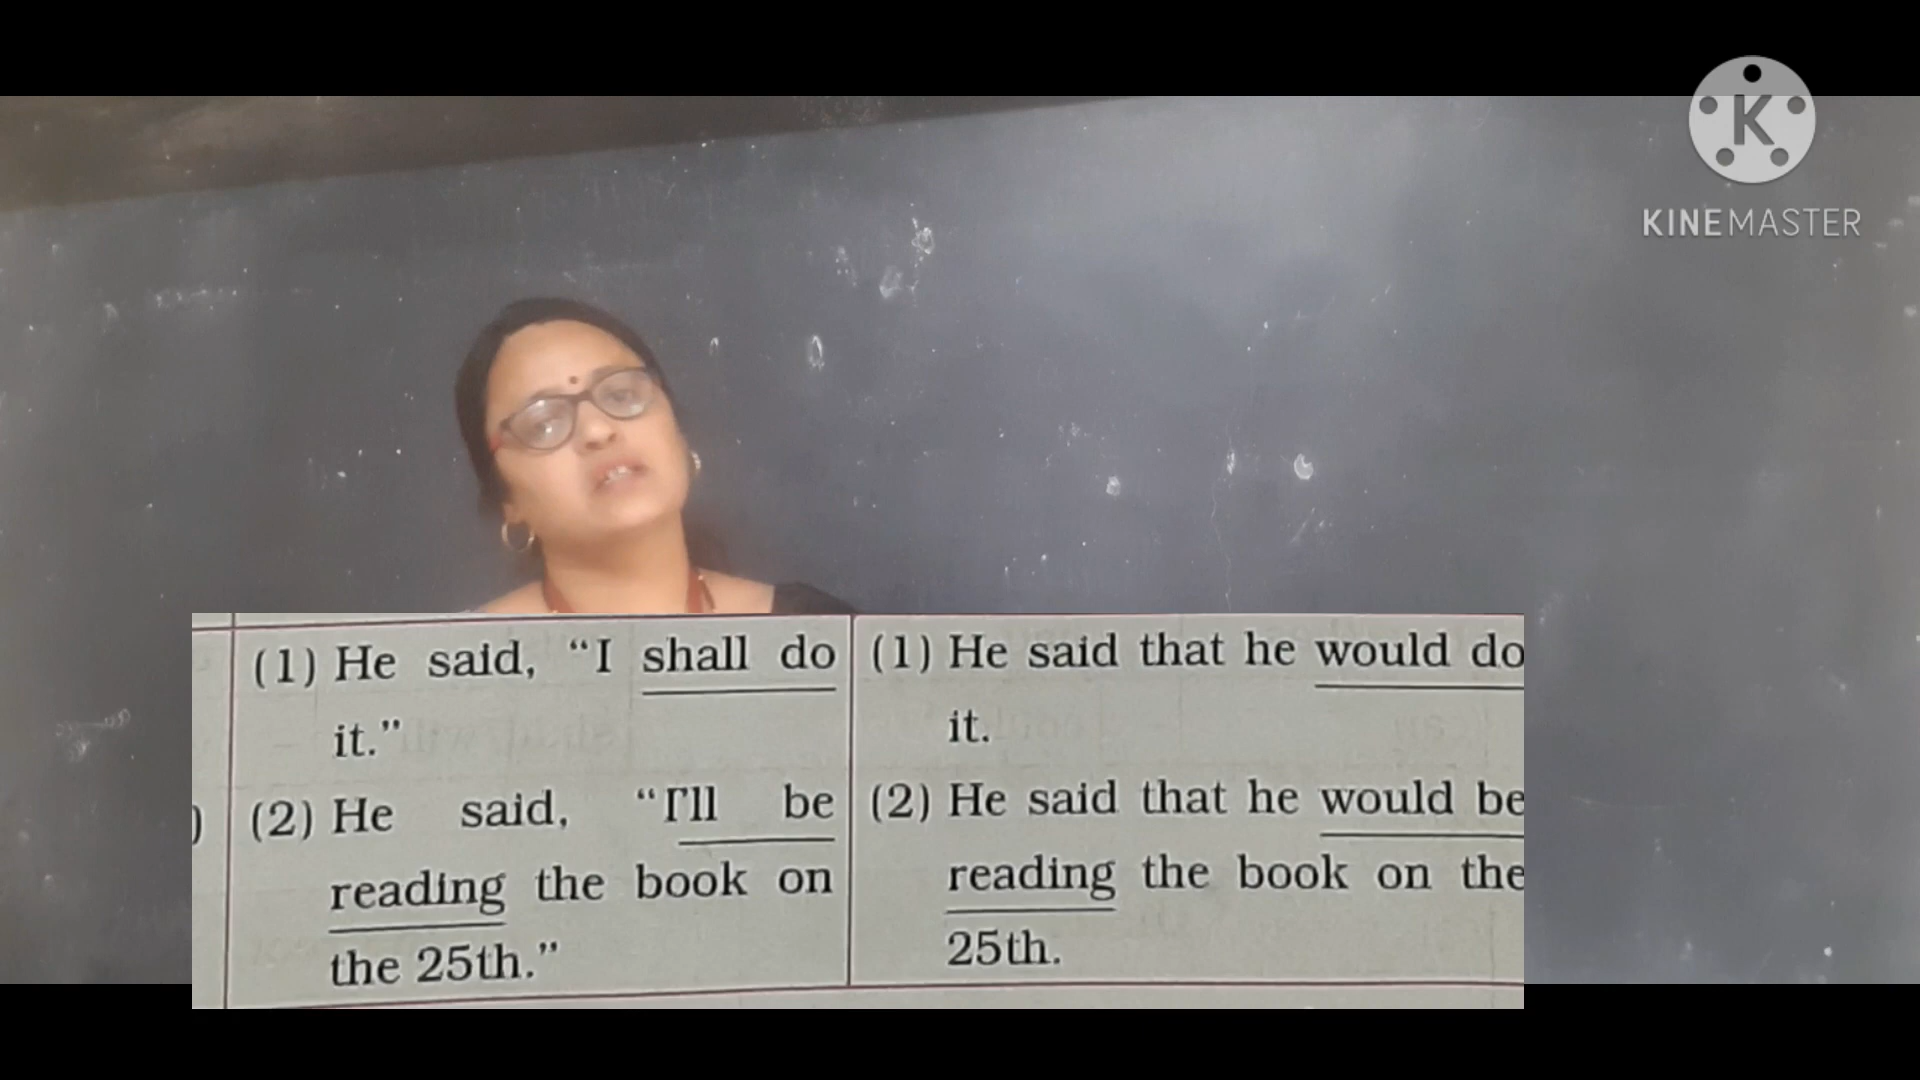 K
KINEMASTER
(1) He said, “I shall do
it.”
(2) He said, “I’ll be
reading the book on
the 25th.”
(1) He said that he would do
it.
(2) He said that he would be
reading the book on the
25th.